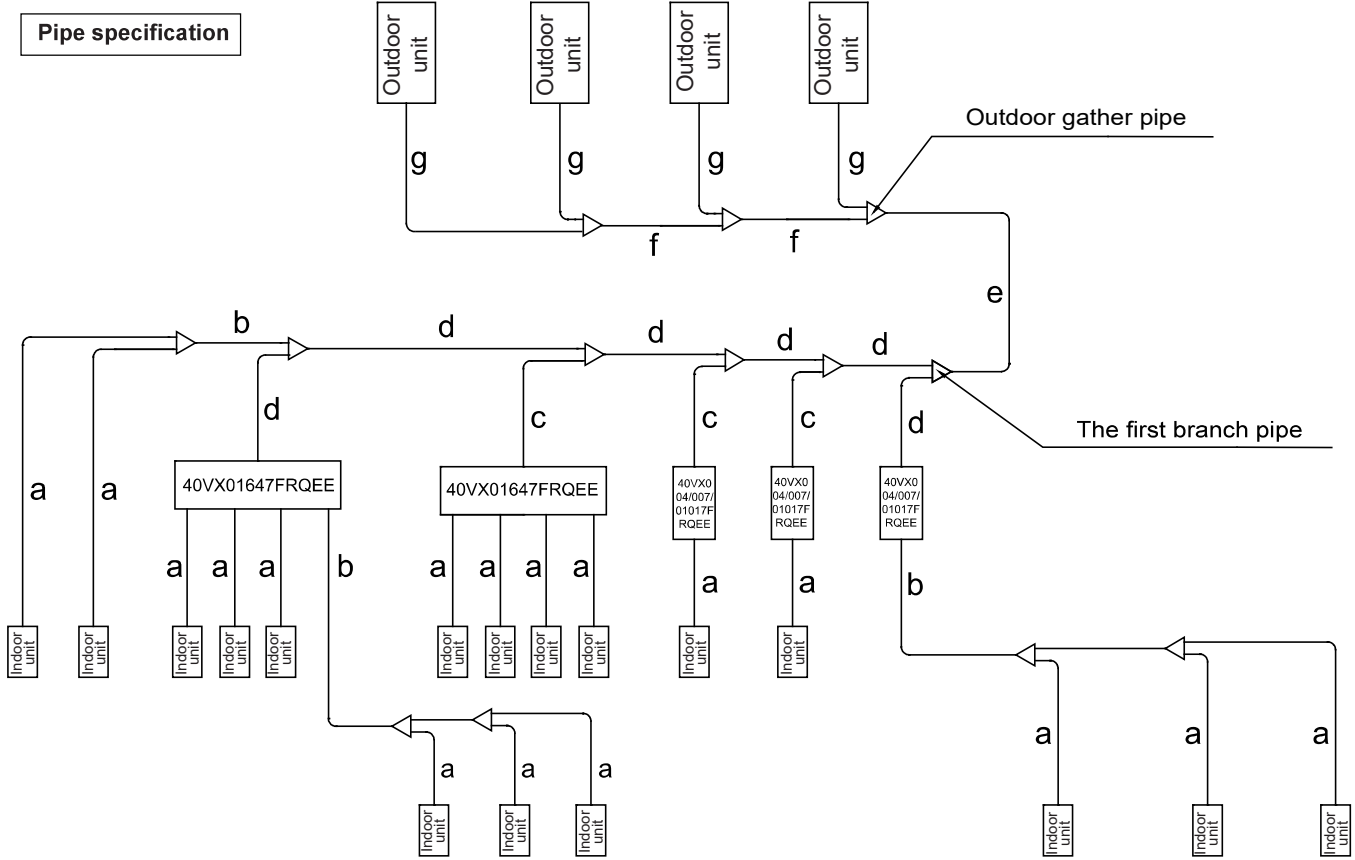 Pipe specification
Outdoor
unit
Outdoor
unit
Outdoor
unit
Outdoor
unit
Outdoor gather pipe
g
g
g
g
f
f
e
b
d
d
d
d
d
c
c
c
d
The first branch pipe
a
a
40VX01647FRQEE
40VX01647FRQEE
40VX0
04/007/
01017F
RQEE
40VX0
04/007/
01017F
RQEE
40VX0
04/007/
01017F
RQEE
a
a
a
b
a
a
a
a
a
a
b
Indoor
unit
Indoor
unit
Indoor
unit
Indoor
unit
Indoor
unit
Indoor
unit
Indoor
unit
Indoor
unit
Indoor
unit
Indoor
unit
Indoor
unit
a
a
a
a
a
a
Indoor
unit
Indoor
unit
Indoor
unit
Indoor
unit
Indoor
unit
Indoor
unit